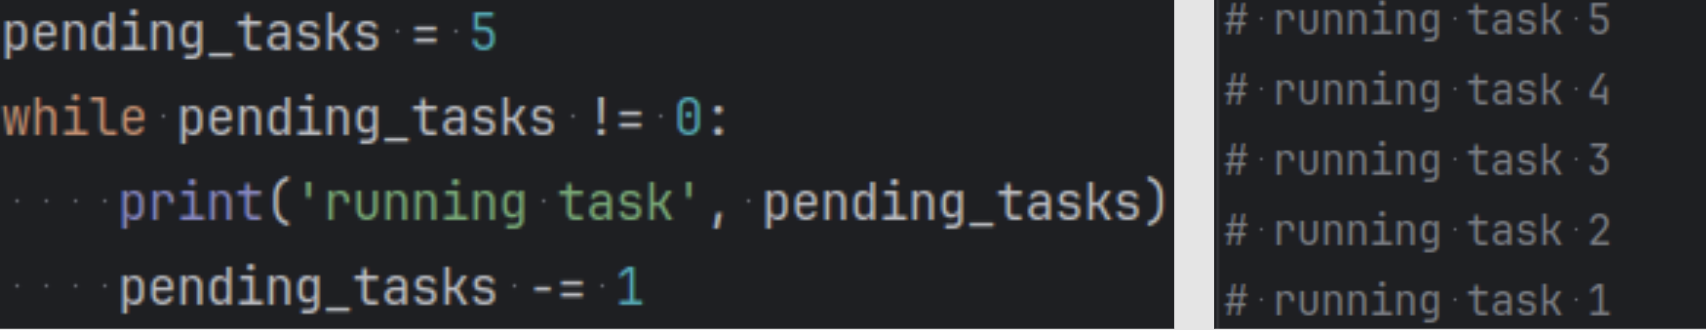 pending_tasks = 5
while pending_tasks != 0:
    print('running task', pending_tasks)
    pending_tasks -= 1
# running task 5
# running task 4
# running task 3
# running task 2
# running task 1